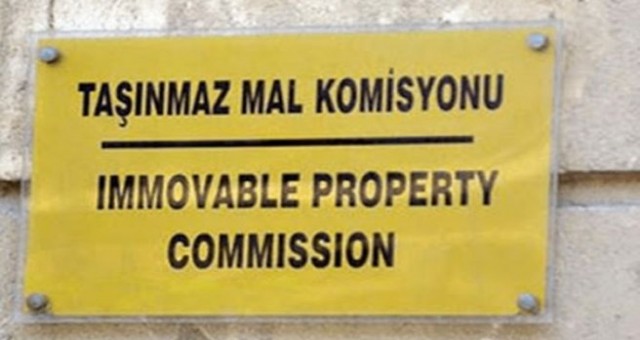 TAŞINMAZ MAL KOMİSYONU
IMMOVABLE PROPERTY
COMMISSION